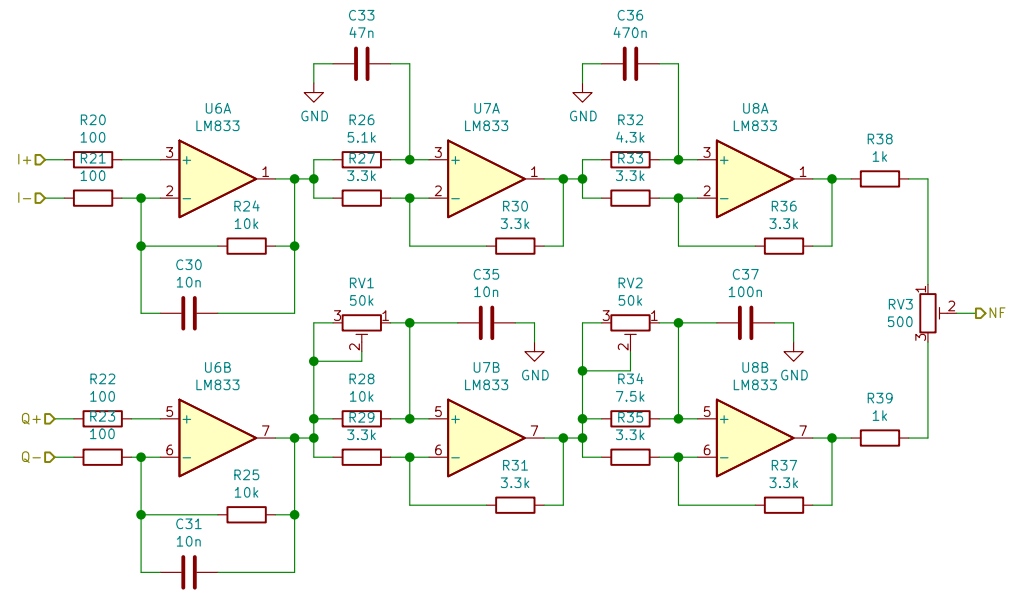 C33
47n
C36
470n
GND
GND
R20
100
R21
100
I+
I-
U6A
LM833
3
+
2
-
1
R26
5.1k
R27
3.3k
U7A
LM833
3
+
2
-
1
R32
4.3k
R33
3.3k
U8A
LM833
3
+
2
-
1
R38
1k
R24
10k
R30
3.3k
R36
3.3k
C30
10n
RV1
50k
3
1
2
C35
10n
GND
RV2
50k
3
1
2
C37
100n
GND
RV3
500
1
2
3
NF
R22
100
R23
100
Q+
Q-
U6B
LM833
5
+
6
-
7
R28
10k
R29
3.3k
U7B
LM833
5
+
6
-
7
R34
7.5k
R35
3.3k
U8B
LM833
5
+
6
-
7
R39
1k
R25
10k
R31
3.3k
R37
3.3k
C31
10n